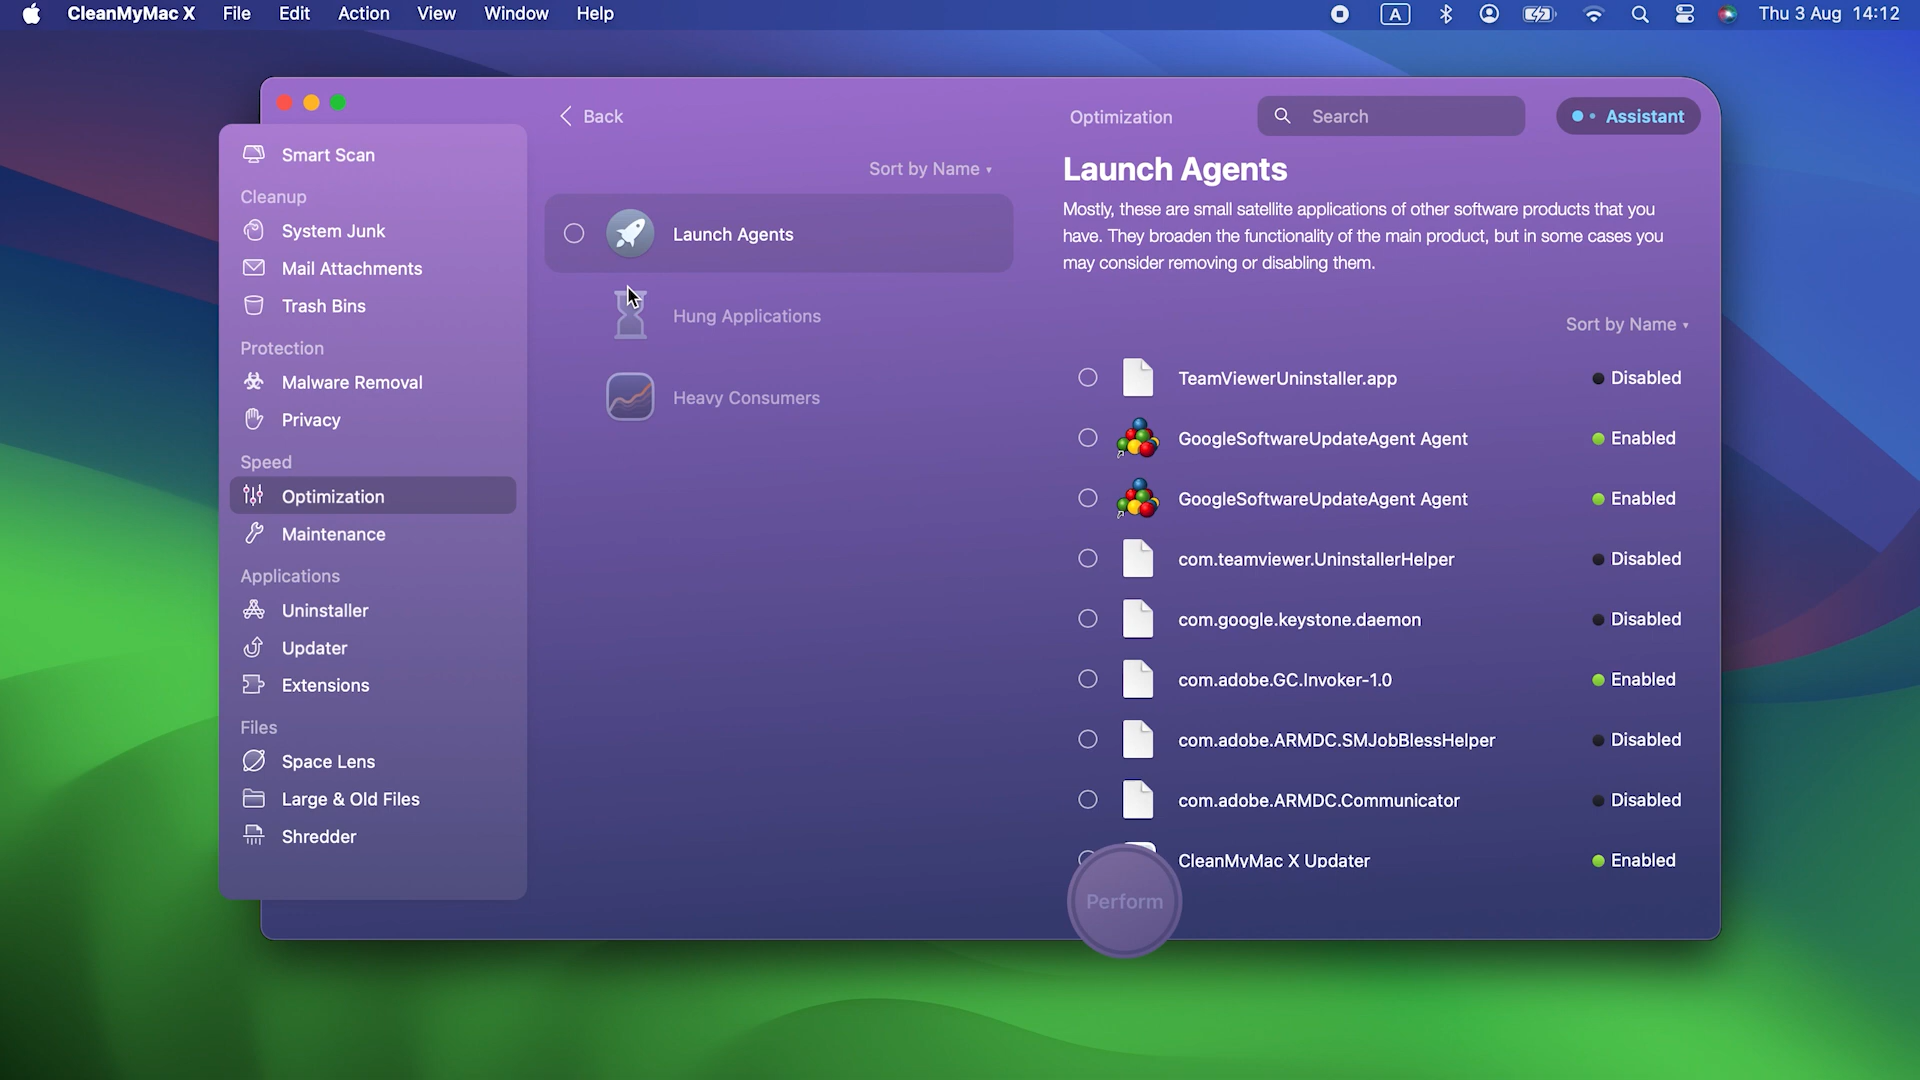 CleanMyMac X File Edit Action View Window Help A Thu 3 Aug 14:12
Smart Scan
Cleanup
System Junk
Mail Attachments
Trash Bins
Protection
Malware Removal
Privacy
Speed
Optimization
Maintenance
Applications
Uninstaller
Updater
Extensions
Files
Space Lens
Large & Old Files
Shredder
Back
Sort by Name
Launch Agents
Hung Applications
Heavy Consumers
Optimization
Search
Assistant
Launch Agents
Mostly, these are small satellite applications of other software products that you
have. They broaden the functionality of the main product, but in some cases you
may consider removing or disabling them.
Sort by Name
TeamViewerUninstaller.app Disabled
GoogleSoftwareUpdateAgent Agent Enabled
GoogleSoftwareUpdateAgent Agent Enabled
com.teamviewer.UninstallerHelper Disabled
com.google.keystone.daemon Disabled
com.adobe.GC.Invoker-1.0 Enabled
com.adobe.ARMDC.SMJobBlessHelper Disabled
com.adobe.ARMDC.Communicator Disabled
CleanMyMac X Updater Enabled
Perform